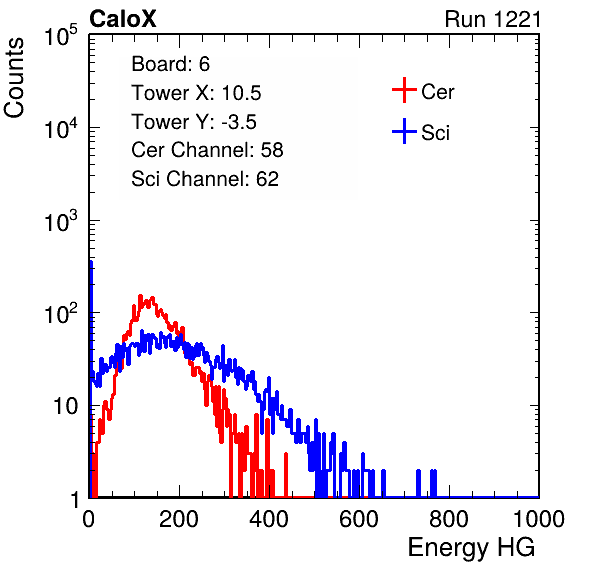 CaloX Run 1221
Counts
10^5
10^4
10^3
10^2
10
1
Board: 6
Tower X: 10.5
Tower Y: -3.5
Cer Channel: 58
Sci Channel: 62
Cer
Sci
0 200 400 600 800 1000
Energy HG